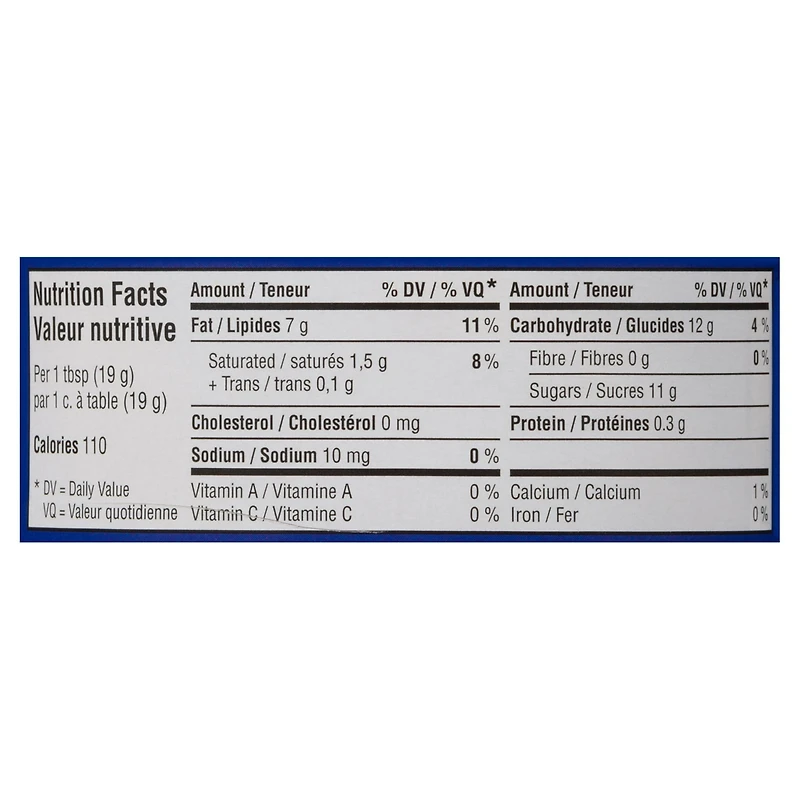 Nutrition Facts
Valeur nutritive
Per 1 tbsp (19 g)
par 1 c. à table (19 g)
Calories 110
* DV = Daily Value
VQ = Valeur quotidienne
Amount / Teneur % DV / % VQ*
Fat / Lipides 7 g 11 %
Saturated / saturés 1,5 g 8 %
+ Trans / trans 0,1 g
Cholesterol / Cholestérol 0 mg
Sodium / Sodium 10 mg 0 %
Vitamin A / Vitamine A 0 %
Vitamin C / Vitamine C 0 %
Amount / Teneur % DV / % VQ*
Carbohydrate / Glucides 12 g 4 %
Fibre / Fibres 0 g 0 %
Sugars / Sucres 11 g
Protein / Protéines 0.3 g
Calcium / Calcium 1 %
Iron / Fer 0 %